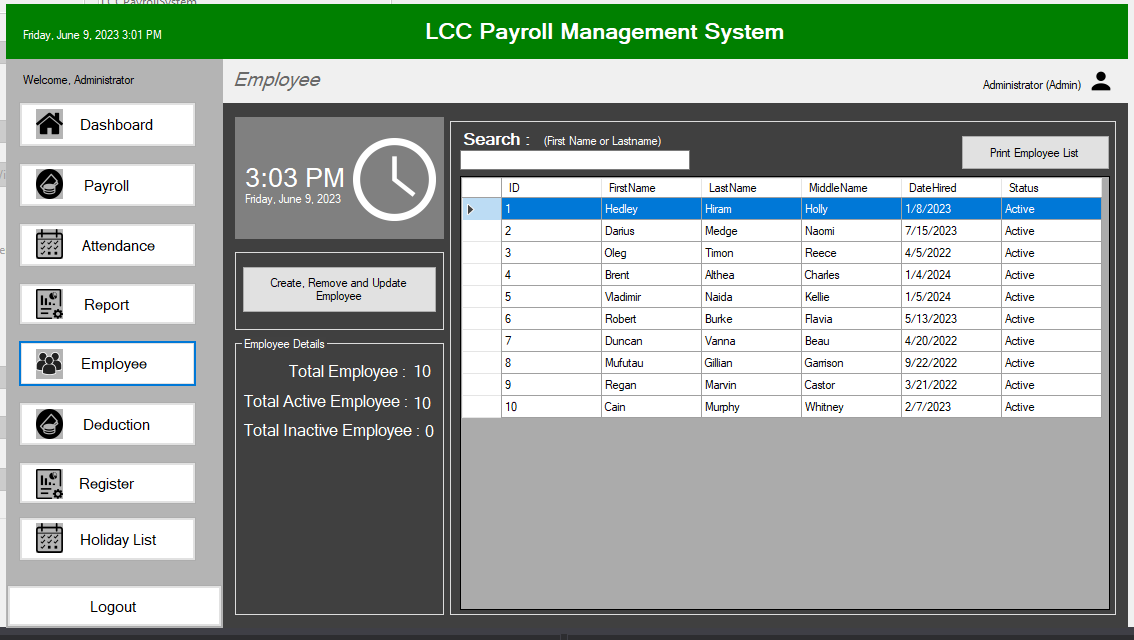 LCCPayrollSystem
Friday, June 9, 2023 3:01 PM
LCC Payroll Management System
Welcome, Administrator
Employee
Administrator (Admin)
Dashboard
Payroll
Attendance
Report
Employee
Deduction
Register
Holiday List
Logout
3:03 PM
Friday, June 9, 2023
Create, Remove and Update
Employee
Employee Details
Total Employee : 10
Total Active Employee : 10
Total Inactive Employee : 0
Search : (First Name or Lastname)
Print Employee List
ID FirstName LastName MiddleName DateHired Status
1 Hedley Hiram Holly 1/8/2023 Active
2 Darius Medge Naomi 7/15/2023 Active
3 Oleg Timon Reece 4/5/2022 Active
4 Brent Althea Charles 1/4/2024 Active
5 Vladimir Naida Kellie 1/5/2024 Active
6 Robert Burke Flavia 5/13/2023 Active
7 Duncan Vanna Beau 4/20/2022 Active
8 Mufutau Gillian Garrison 9/22/2022 Active
9 Regan Marvin Castor 3/21/2022 Active
10 Cain Murphy Whitney 2/7/2023 Active